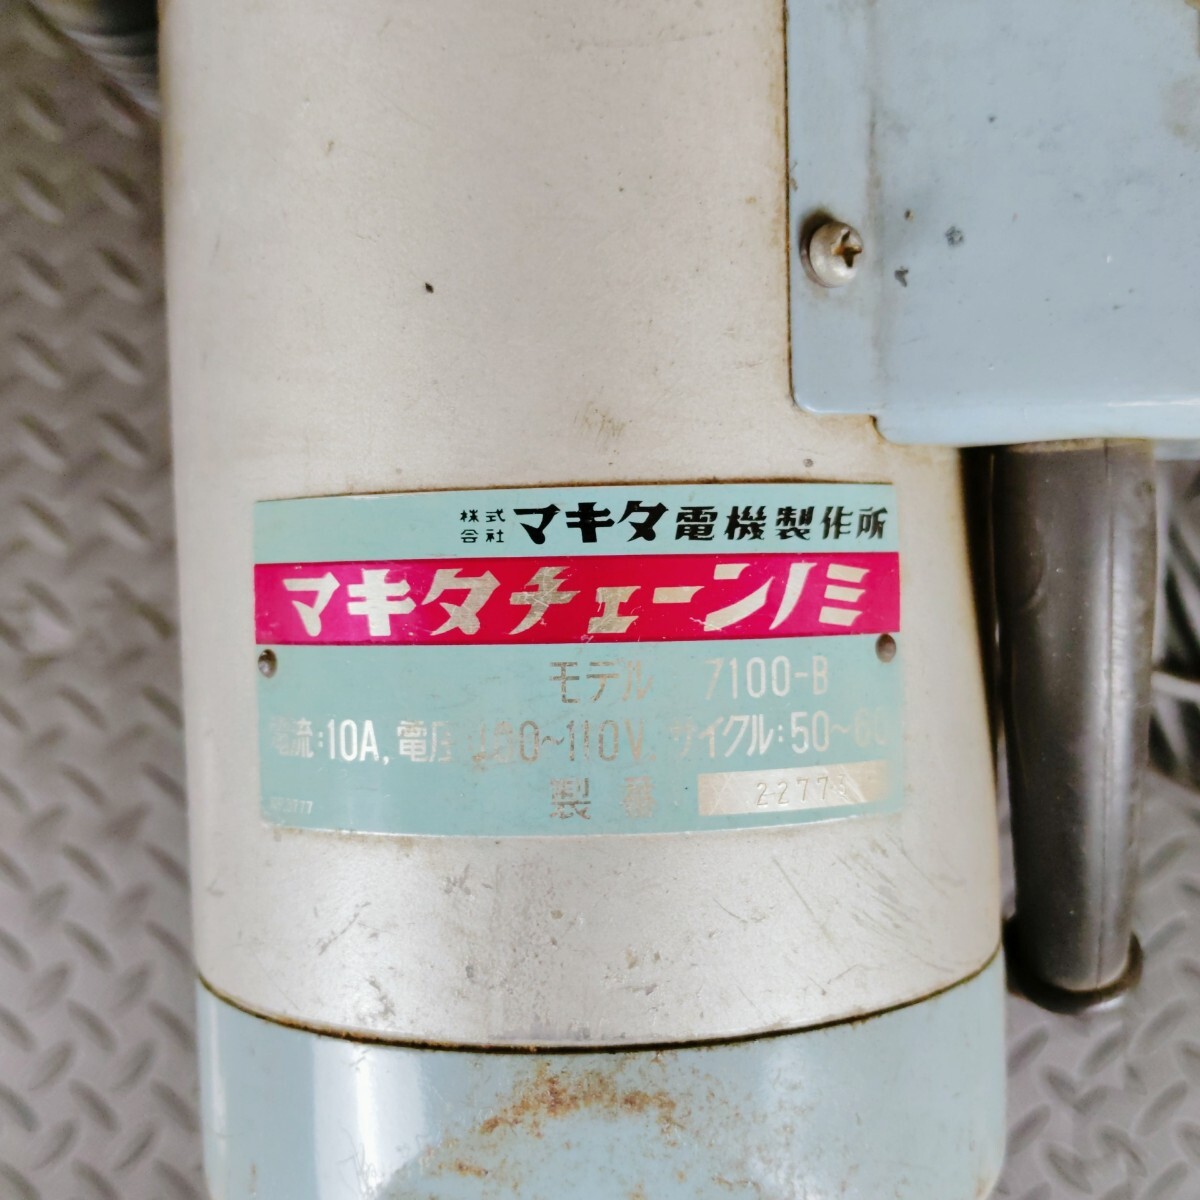 株式会社 マキタ電機製作所
マキタチェーンノミ
モデル 7100-B
電流:10A, 電圧:100~110V, サイクル:50~60
製番 22773